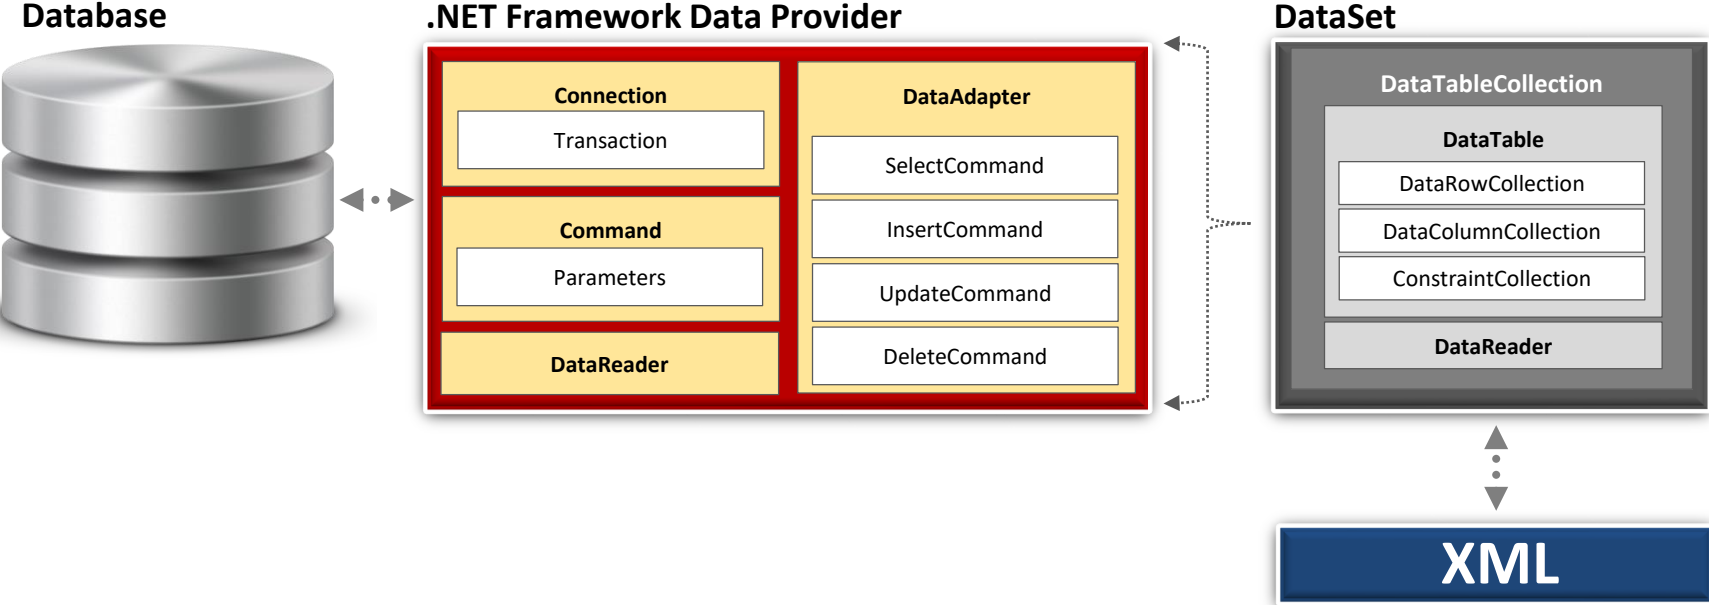 Database
.NET Framework Data Provider
DataSet
Connection
Transaction
Command
Parameters
DataReader
DataAdapter
SelectCommand
InsertCommand
UpdateCommand
DeleteCommand
DataTableCollection
DataTable
DataRowCollection
DataColumnCollection
ConstraintCollection
DataReader
XML